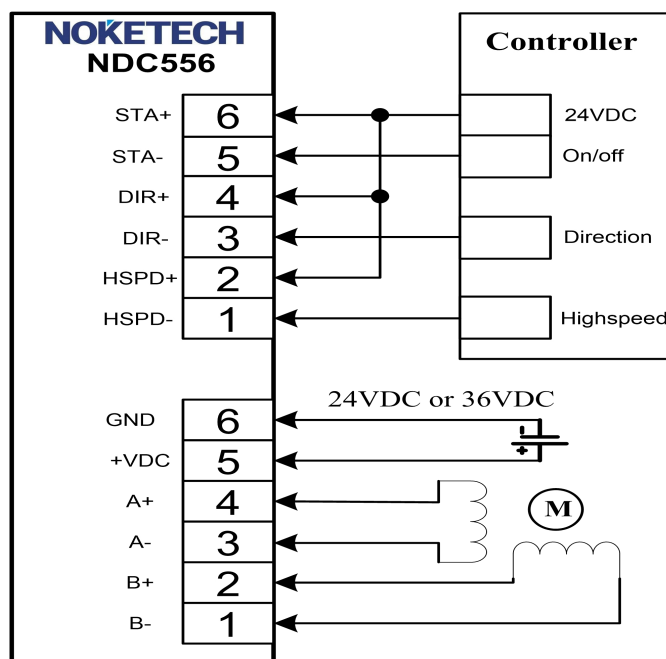 NOKETECH
NDC556
Controller
STA+ 6 24VDC
STA- 5 On/off
DIR+ 4
DIR- 3 Direction
HSPD+ 2
HSPD- 1 Highspeed
24VDC or 36VDC
GND 6 -
+VDC 5 +
A+ 4
M
A- 3
B+ 2
B- 1